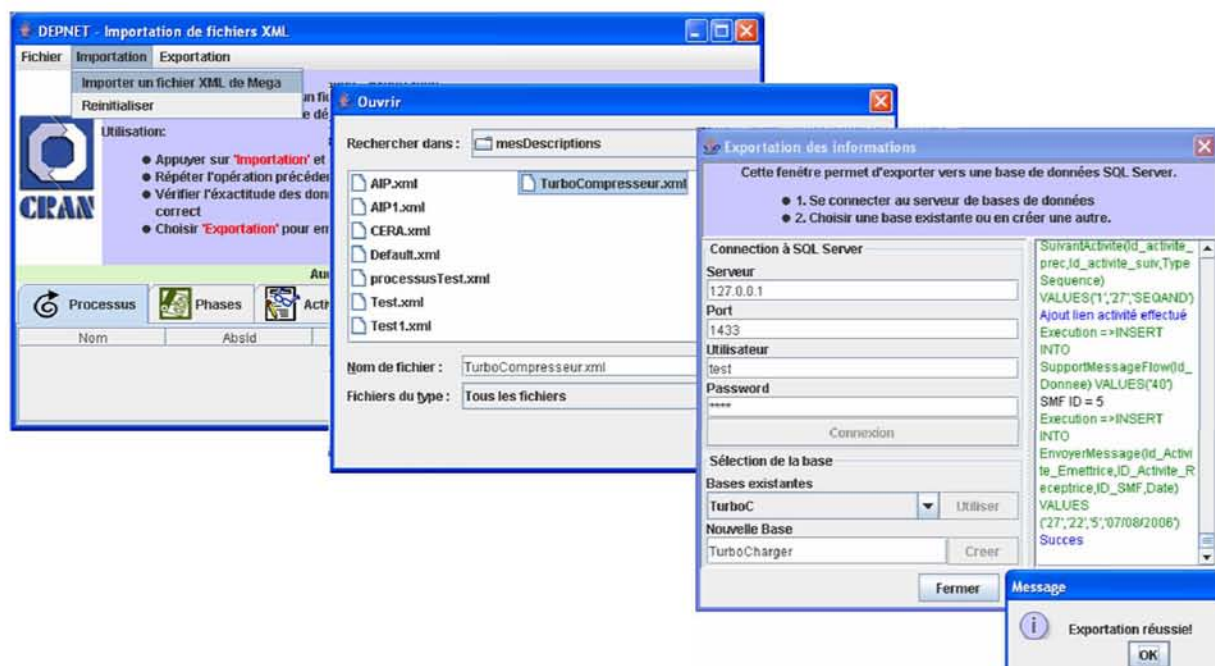 DEPNET - Importation de fichiers XML
Fichier Importation Exportation
Importer un fichier XML de Mega
Reinitialiser
un fi
e dé
Utilisation:
Appuyer sur 'Importation' et
Répéter l'opération précéde
Vérifier l'éxactitude des don
correct
Choisir 'Exportation' pour em
CRAN
Au
Processus Phases Acti
Nom AbsId
Ouvrir
Rechercher dans : mesDescriptions
AIP.xml TurboCompresseur.xml
AIP1.xml
CERA.xml
Default.xml
processusTest.xml
Test.xml
Test1.xml
Nom de fichier : TurboCompresseur.xml
Fichiers du type : Tous les fichiers
Exportation des informations
Cette fenêtre permet d'exporter vers une base de données SQL Server.
1. Se connecter au serveur de bases de données
2. Choisir une base existante ou en créer une autre.
Connection à SQL Server
Serveur
127.0.0.1
Port
1433
Utilisateur
test
Password
****
Connexion
Sélection de la base
Bases existantes
TurboC Utiliser
Nouvelle Base
TurboCharger Creer
SuivantActivite(Id_activite_
prec,Id_activite_suiv,Type
Sequence)
VALUES('1','27','SEQAND')
Ajout lien activité effectué
Execution =>INSERT
INTO
SupportMessageFlow(Id_
Donnee) VALUES('40')
SMF ID = 5
Execution =>INSERT
INTO
EnvoyerMessage(Id_Activi
te_Emettrice,ID_Activite_R
eceptrice,ID_SMF,Date)
VALUES
('27','22','5','07/08/2006')
Succes
Fermer
Message
Exportation réussie!
OK